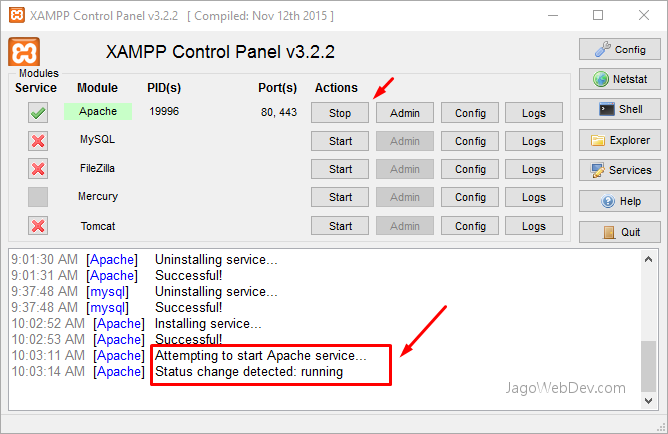 XAMPP Control Panel v3.2.2 [ Compiled: Nov 12th 2015 ]
XAMPP Control Panel v3.2.2
Config
Modules
Service Module PID(s) Port(s) Actions
Netstat
Apache 19996 80, 443 Stop Admin Config Logs
Shell
MySQL Start Admin Config Logs
Explorer
FileZilla Start Admin Config Logs
Services
Mercury Start Admin Config Logs
Help
Tomcat Start Admin Config Logs
Quit
9:01:30 AM [Apache] Uninstalling service...
9:01:31 AM [Apache] Successful!
9:37:48 AM [mysql] Uninstalling service...
9:37:48 AM [mysql] Successful!
10:02:52 AM [Apache] Installing service...
10:02:53 AM [Apache] Successful!
10:03:11 AM [Apache] Attempting to start Apache service...
10:03:14 AM [Apache] Status change detected: running
JagoWebDev.com